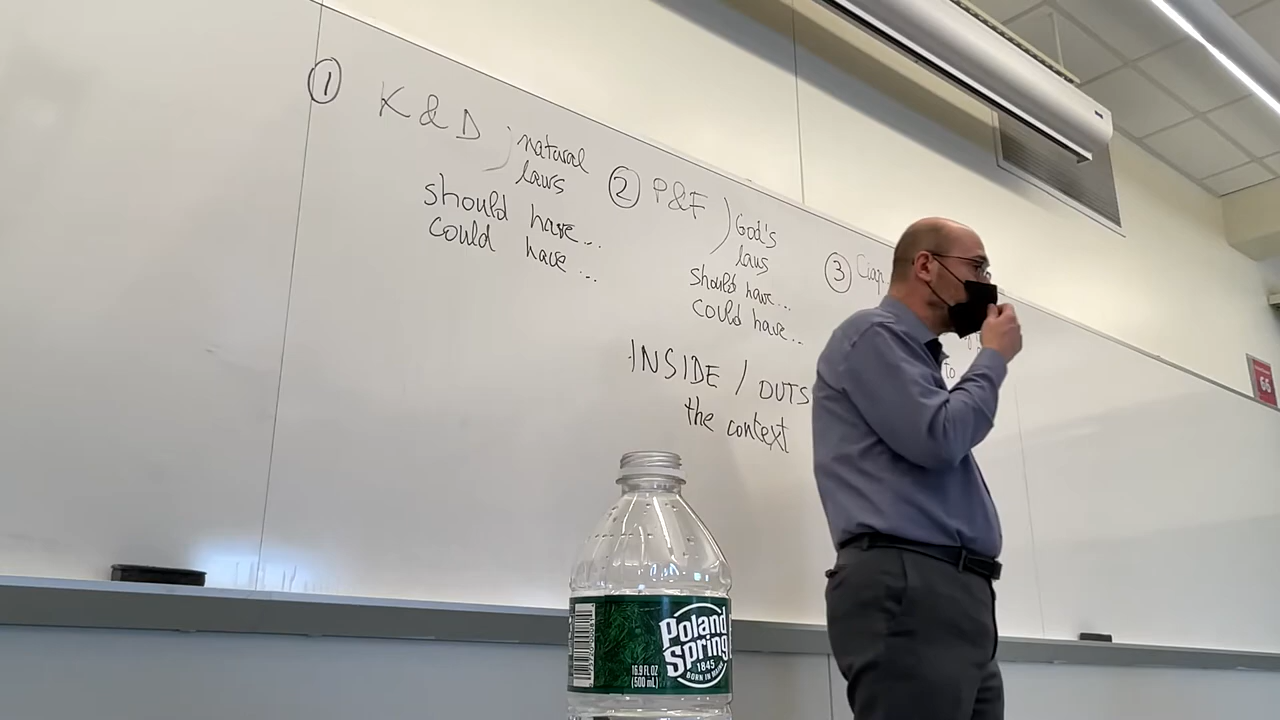 ① K & D
natural
laws
should have...
could have...
② P&F
God's
laws
should have...
could have...
③
INSIDE / OUTS
the context
to
66
Poland
Spring
1845
BORN IN MAINE
16.9 FL OZ
(500 mL)